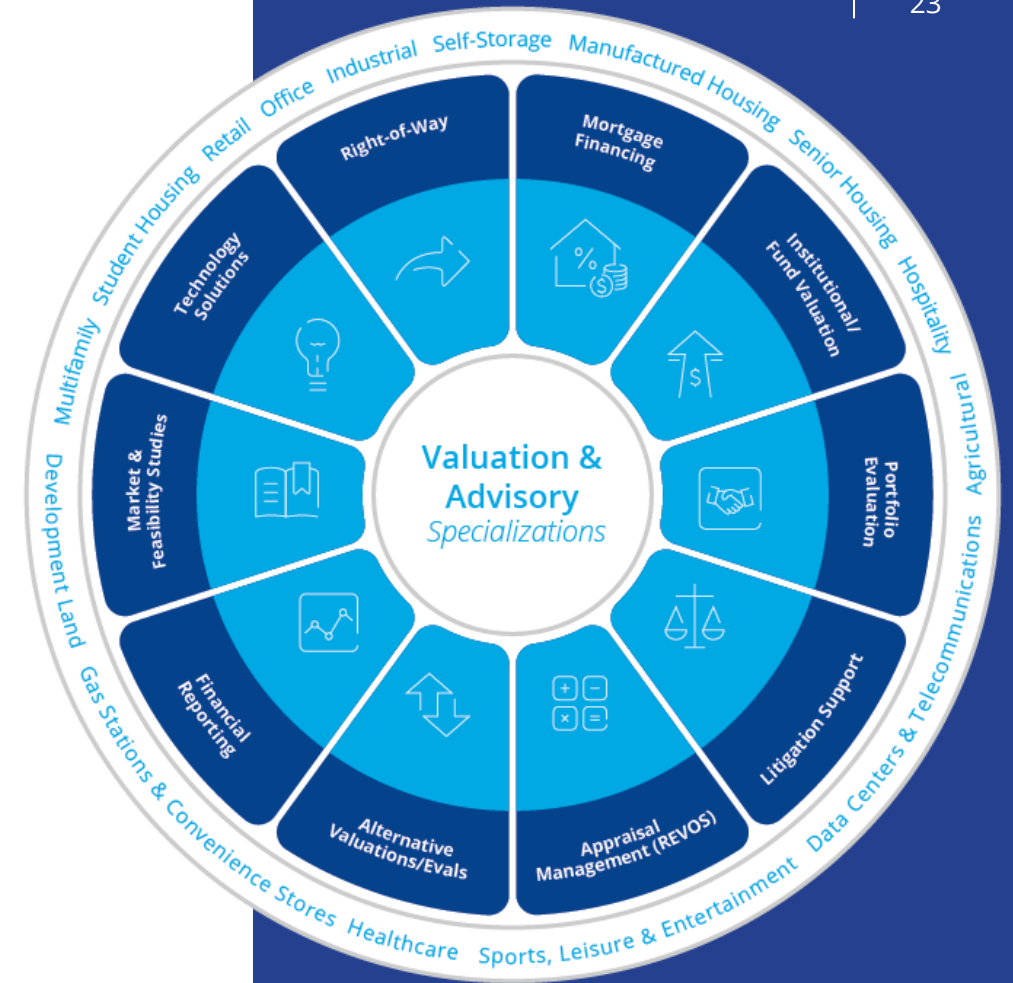 23
Valuation &
Advisory
Specializations
Mortgage
Financing
Institutional/
Fund Valuation
Portfolio
Evaluation
Litigation Support
Appraisal
Management (REVOS)
Alternative
Valuations/Evals
Financial
Reporting
Market &
Feasibility Studies
Technology
Solutions
Right-of-Way
Multifamily
Student Housing
Retail
Office
Industrial
Self-Storage
Manufactured Housing
Senior Housing
Hospitality
Agricultural
Data Centers & Telecommunications
Sports, Leisure & Entertainment
Healthcare
Gas Stations & Convenience Stores
Development Land
%
$
$
+
−
×
=